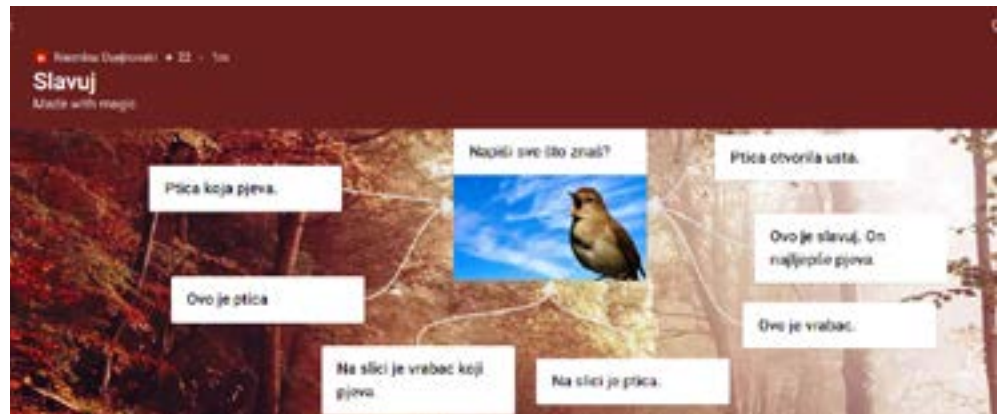 Slavuj
Made with magic
Napiši sve što znaš?
Ptica koja pjeva.
Ptica otvorila usta.
Ovo je slavuj. On
najljepše pjeva.
Ovo je ptica
Ovo je vrabac.
Na slici je vrabac koji
pjeva.
Na slici je ptica.